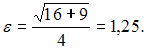 ε = √(16 + 9) / 4 = 1,25.